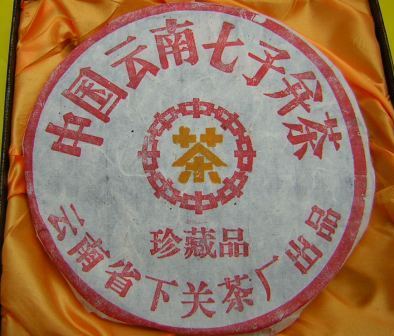 中国云南七子饼茶
茶
珍藏品
云南省下关茶厂出品